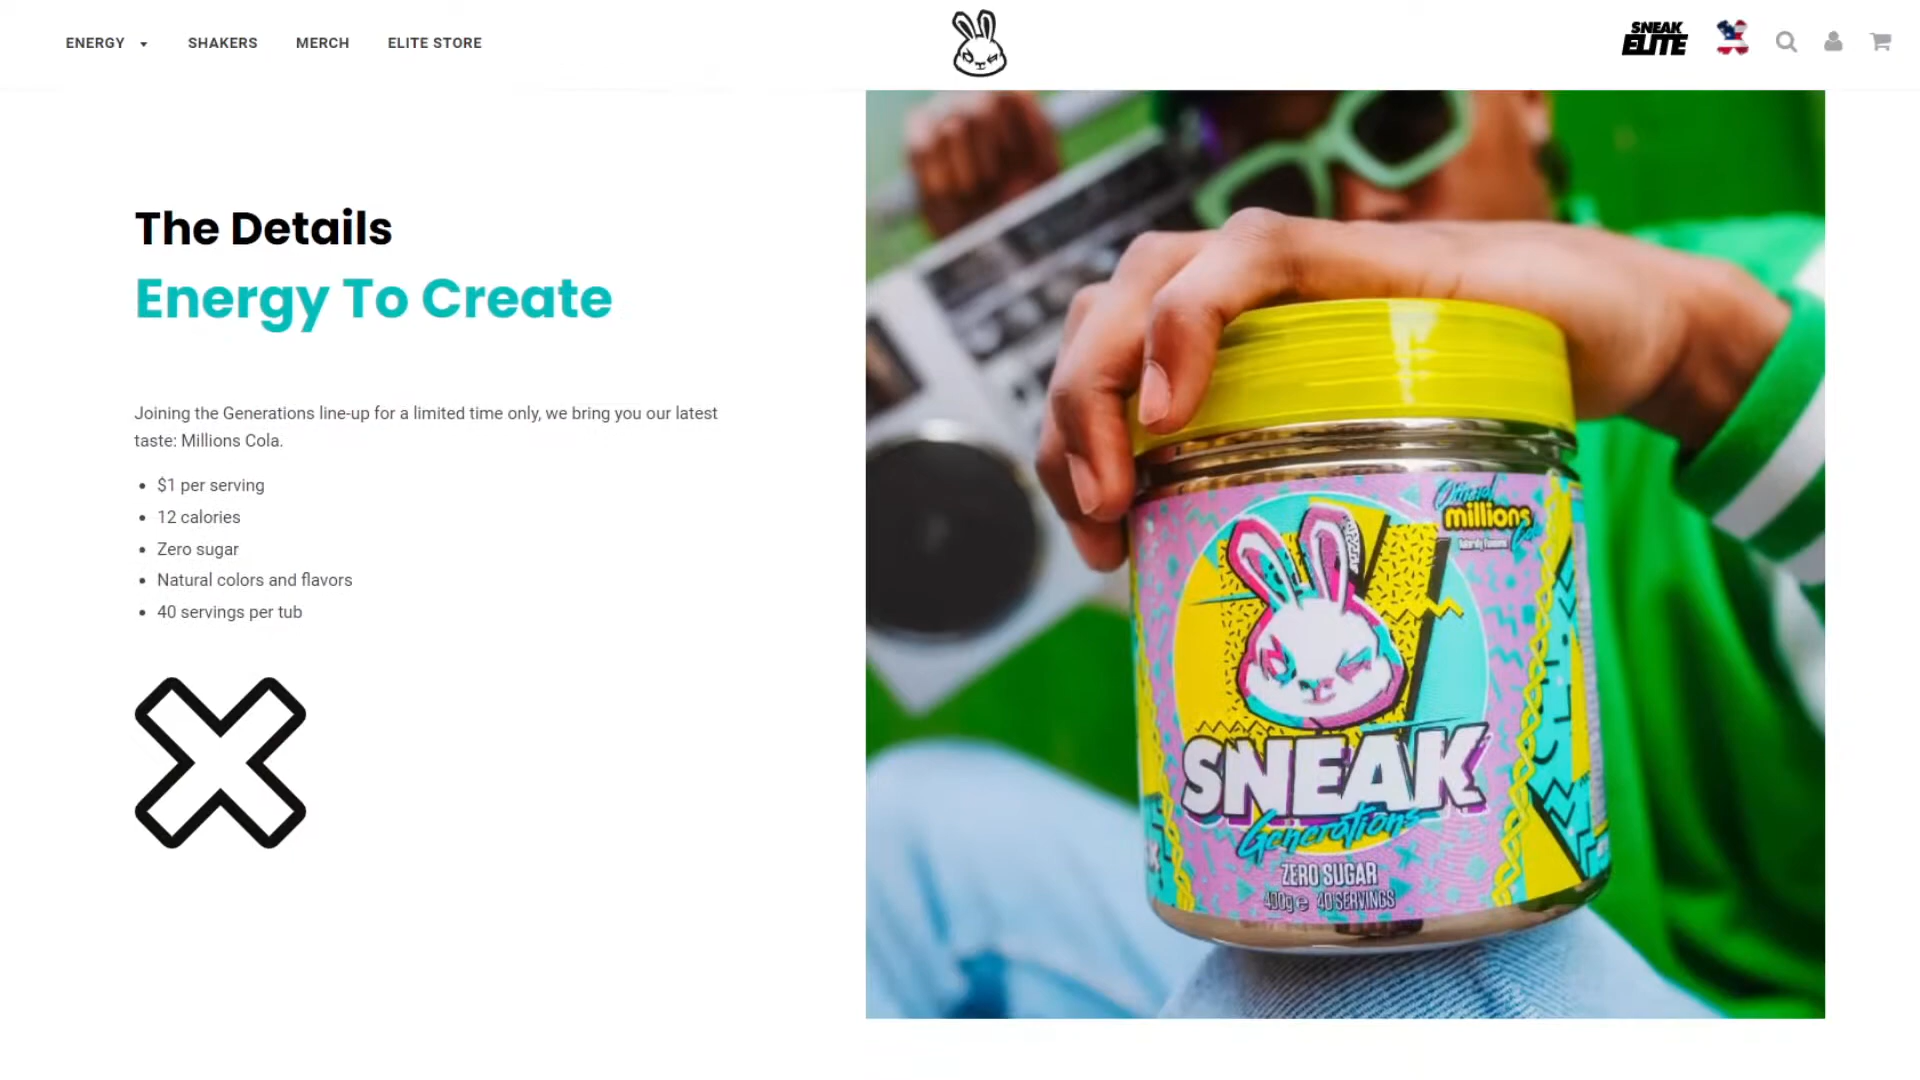 ENERGY
SHAKERS
MERCH
ELITE STORE
SNEAK
ELITE
The Details
Energy To Create
Joining the Generations line-up for a limited time only, we bring you our latest
taste: Millions Cola.
$1 per serving
12 calories
Zero sugar
Natural colors and flavors
40 servings per tub
Official
millions
SNEAK
Generations
ZERO SUGAR
400g e 40 SERVINGS